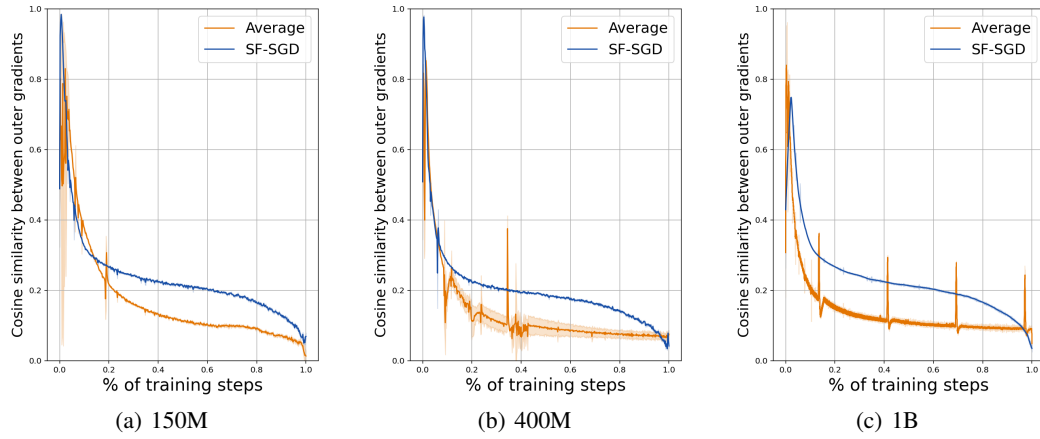 Cosine similarity between outer gradients
1.0
0.8
0.6
0.4
0.2
0.0
Average
SF-SGD
0.0 0.2 0.4 0.6 0.8 1.0
% of training steps
(a) 150M
Cosine similarity between outer gradients
1.0
0.8
0.6
0.4
0.2
0.0
Average
SF-SGD
0.0 0.2 0.4 0.6 0.8 1.0
% of training steps
(b) 400M
Cosine similarity between outer gradients
1.0
0.8
0.6
0.4
0.2
0.0
Average
SF-SGD
0.0 0.2 0.4 0.6 0.8 1.0
% of training steps
(c) 1B